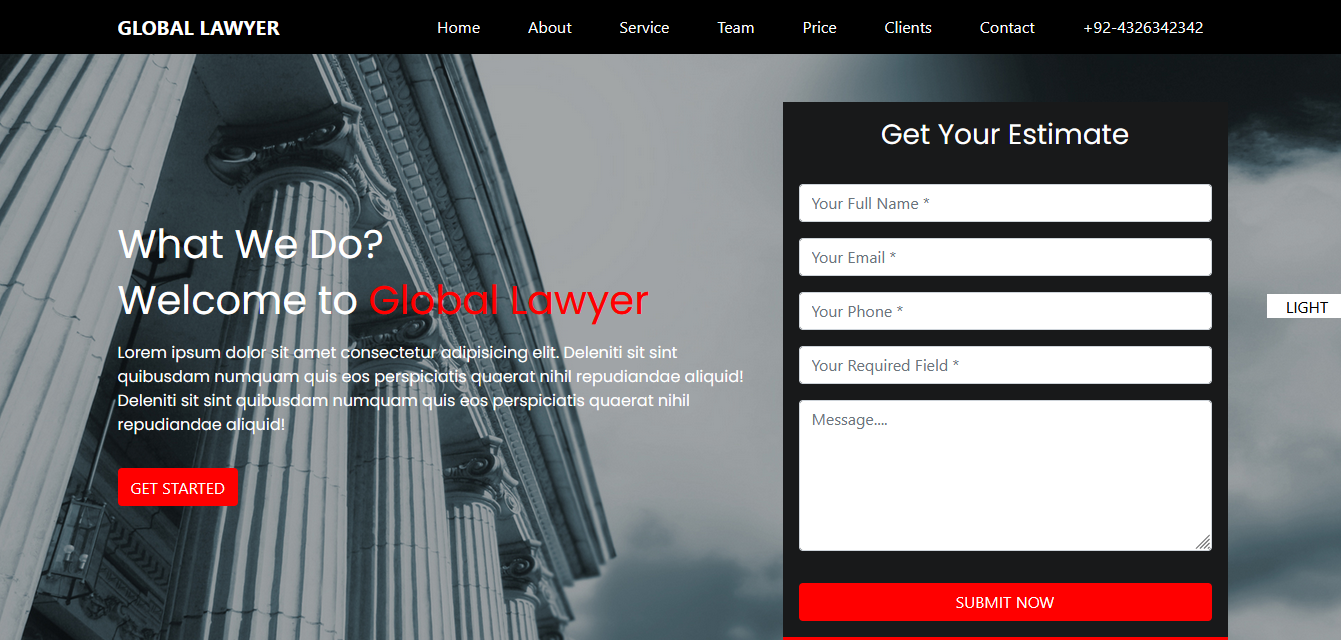 GLOBAL LAWYER
Home About Service Team Price Clients Contact +92-4326342342
What We Do?
Welcome to Global Lawyer
Lorem ipsum dolor sit amet consectetur adipisicing elit. Deleniti sit sint
quibusdam numquam quis eos perspiciatis quaerat nihil repudiandae aliquid!
Deleniti sit sint quibusdam numquam quis eos perspiciatis quaerat nihil
repudiandae aliquid!
GET STARTED
Get Your Estimate
Your Full Name *
Your Email *
Your Phone *
Your Required Field *
Message....
SUBMIT NOW
LIGHT